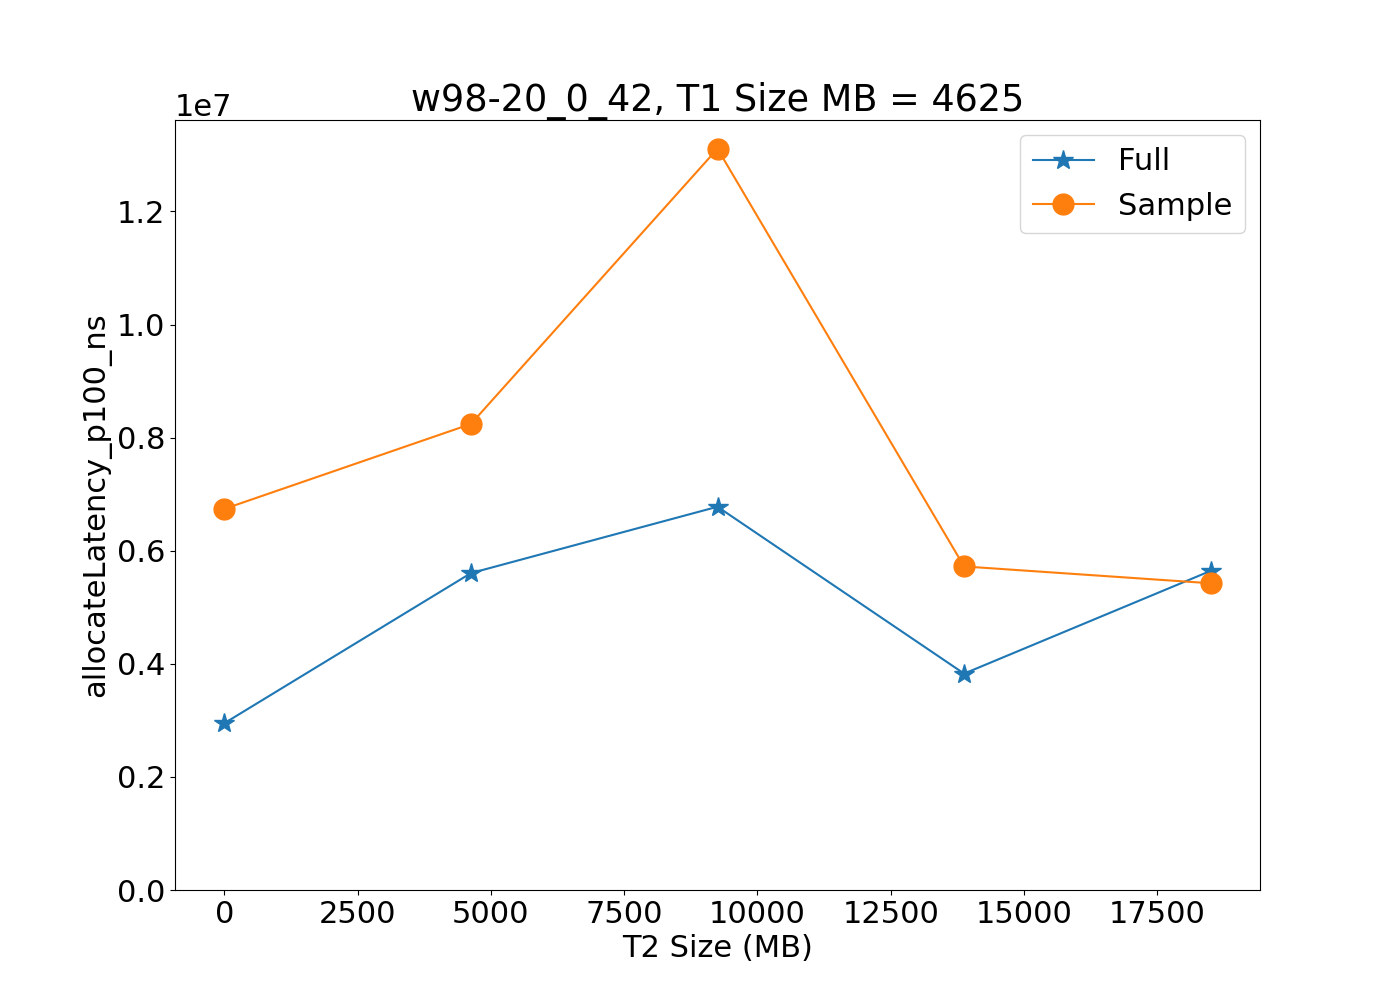 w98-20_0_42, T1 Size MB = 4625
1e7
Full
Sample
1.2
1.0
0.8
0.6
0.4
0.2
0.0
allocateLatency_p100_ns
0 2500 5000 7500 10000 12500 15000 17500
T2 Size (MB)